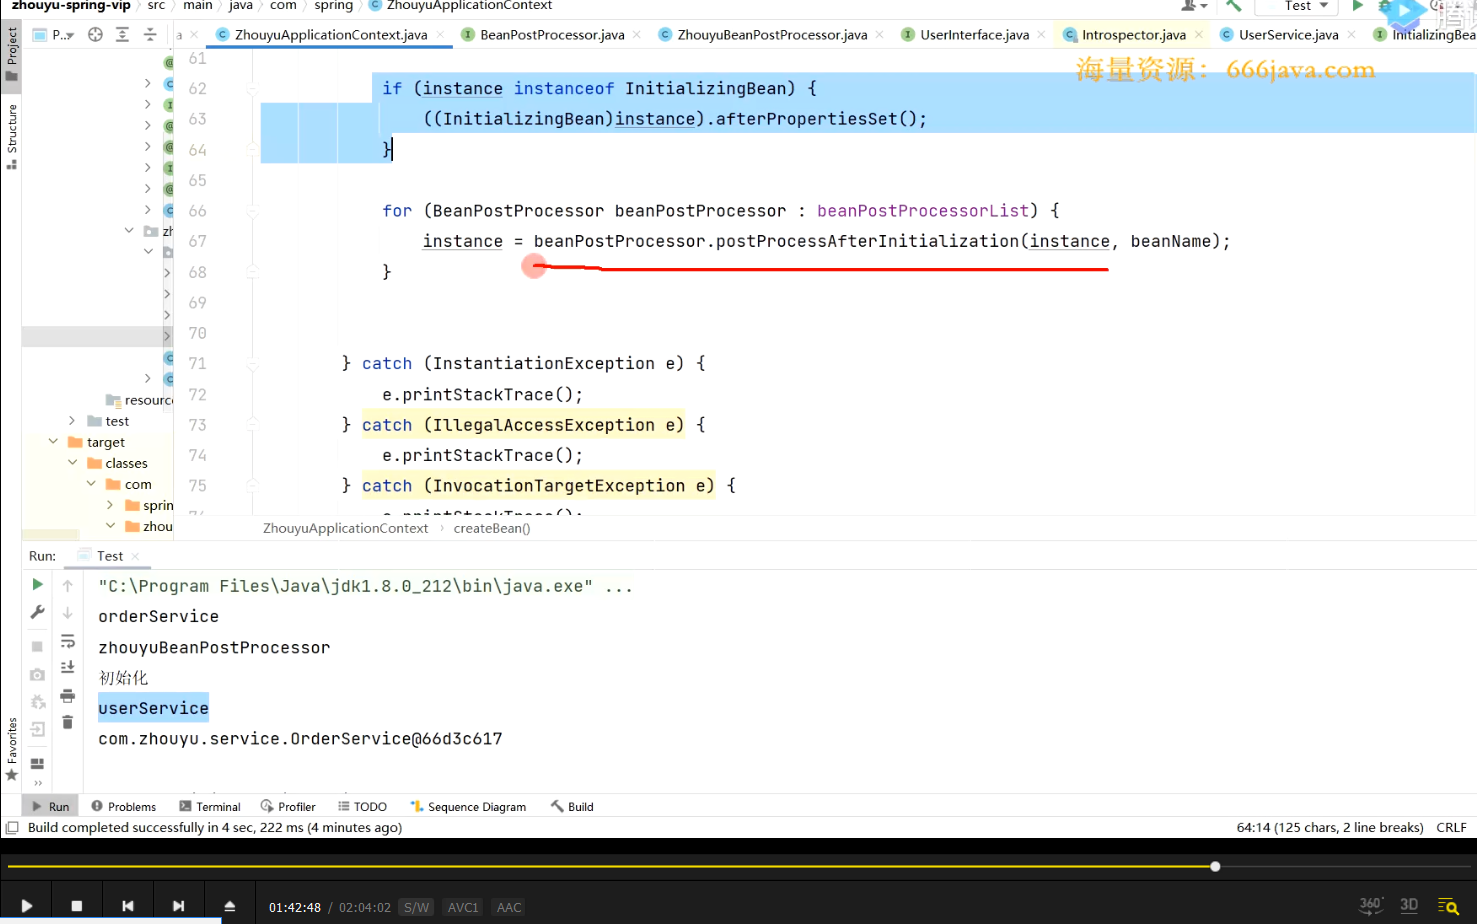 zhouyu-spring-vip › src › main › java › com › spring › ZhouyuApplicationContext
Test
Project
P..
a
ZhouyuApplicationContext.java
BeanPostProcessor.java
ZhouyuBeanPostProcessor.java
UserInterface.java
Introspector.java
UserService.java
InitializingBea
海量资源：666java.com
61
62 if (instance instanceof InitializingBean) {
63 ((InitializingBean)instance).afterPropertiesSet();
64 }
65
66 for (BeanPostProcessor beanPostProcessor : beanPostProcessorList) {
67 instance = beanPostProcessor.postProcessAfterInitialization(instance, beanName);
68 }
69
70
71 } catch (InstantiationException e) {
72 e.printStackTrace();
73 } catch (IllegalAccessException e) {
74 e.printStackTrace();
75 } catch (InvocationTargetException e) {
e.printStackTrace();
Structure
zh
resourc
test
target
classes
com
sprin
zhou
ZhouyuApplicationContext › createBean()
Run: Test
"C:\Program Files\Java\jdk1.8.0_212\bin\java.exe" ...
orderService
zhouyuBeanPostProcessor
初始化
userService
com.zhouyu.service.OrderService@66d3c617
Favorites
Run Problems Terminal Profiler TODO Sequence Diagram Build
Build completed successfully in 4 sec, 222 ms (4 minutes ago)
64:14 (125 chars, 2 line breaks) CRLF
01:42:48 / 02:04:02 S/W AVC1 AAC
360° 3D